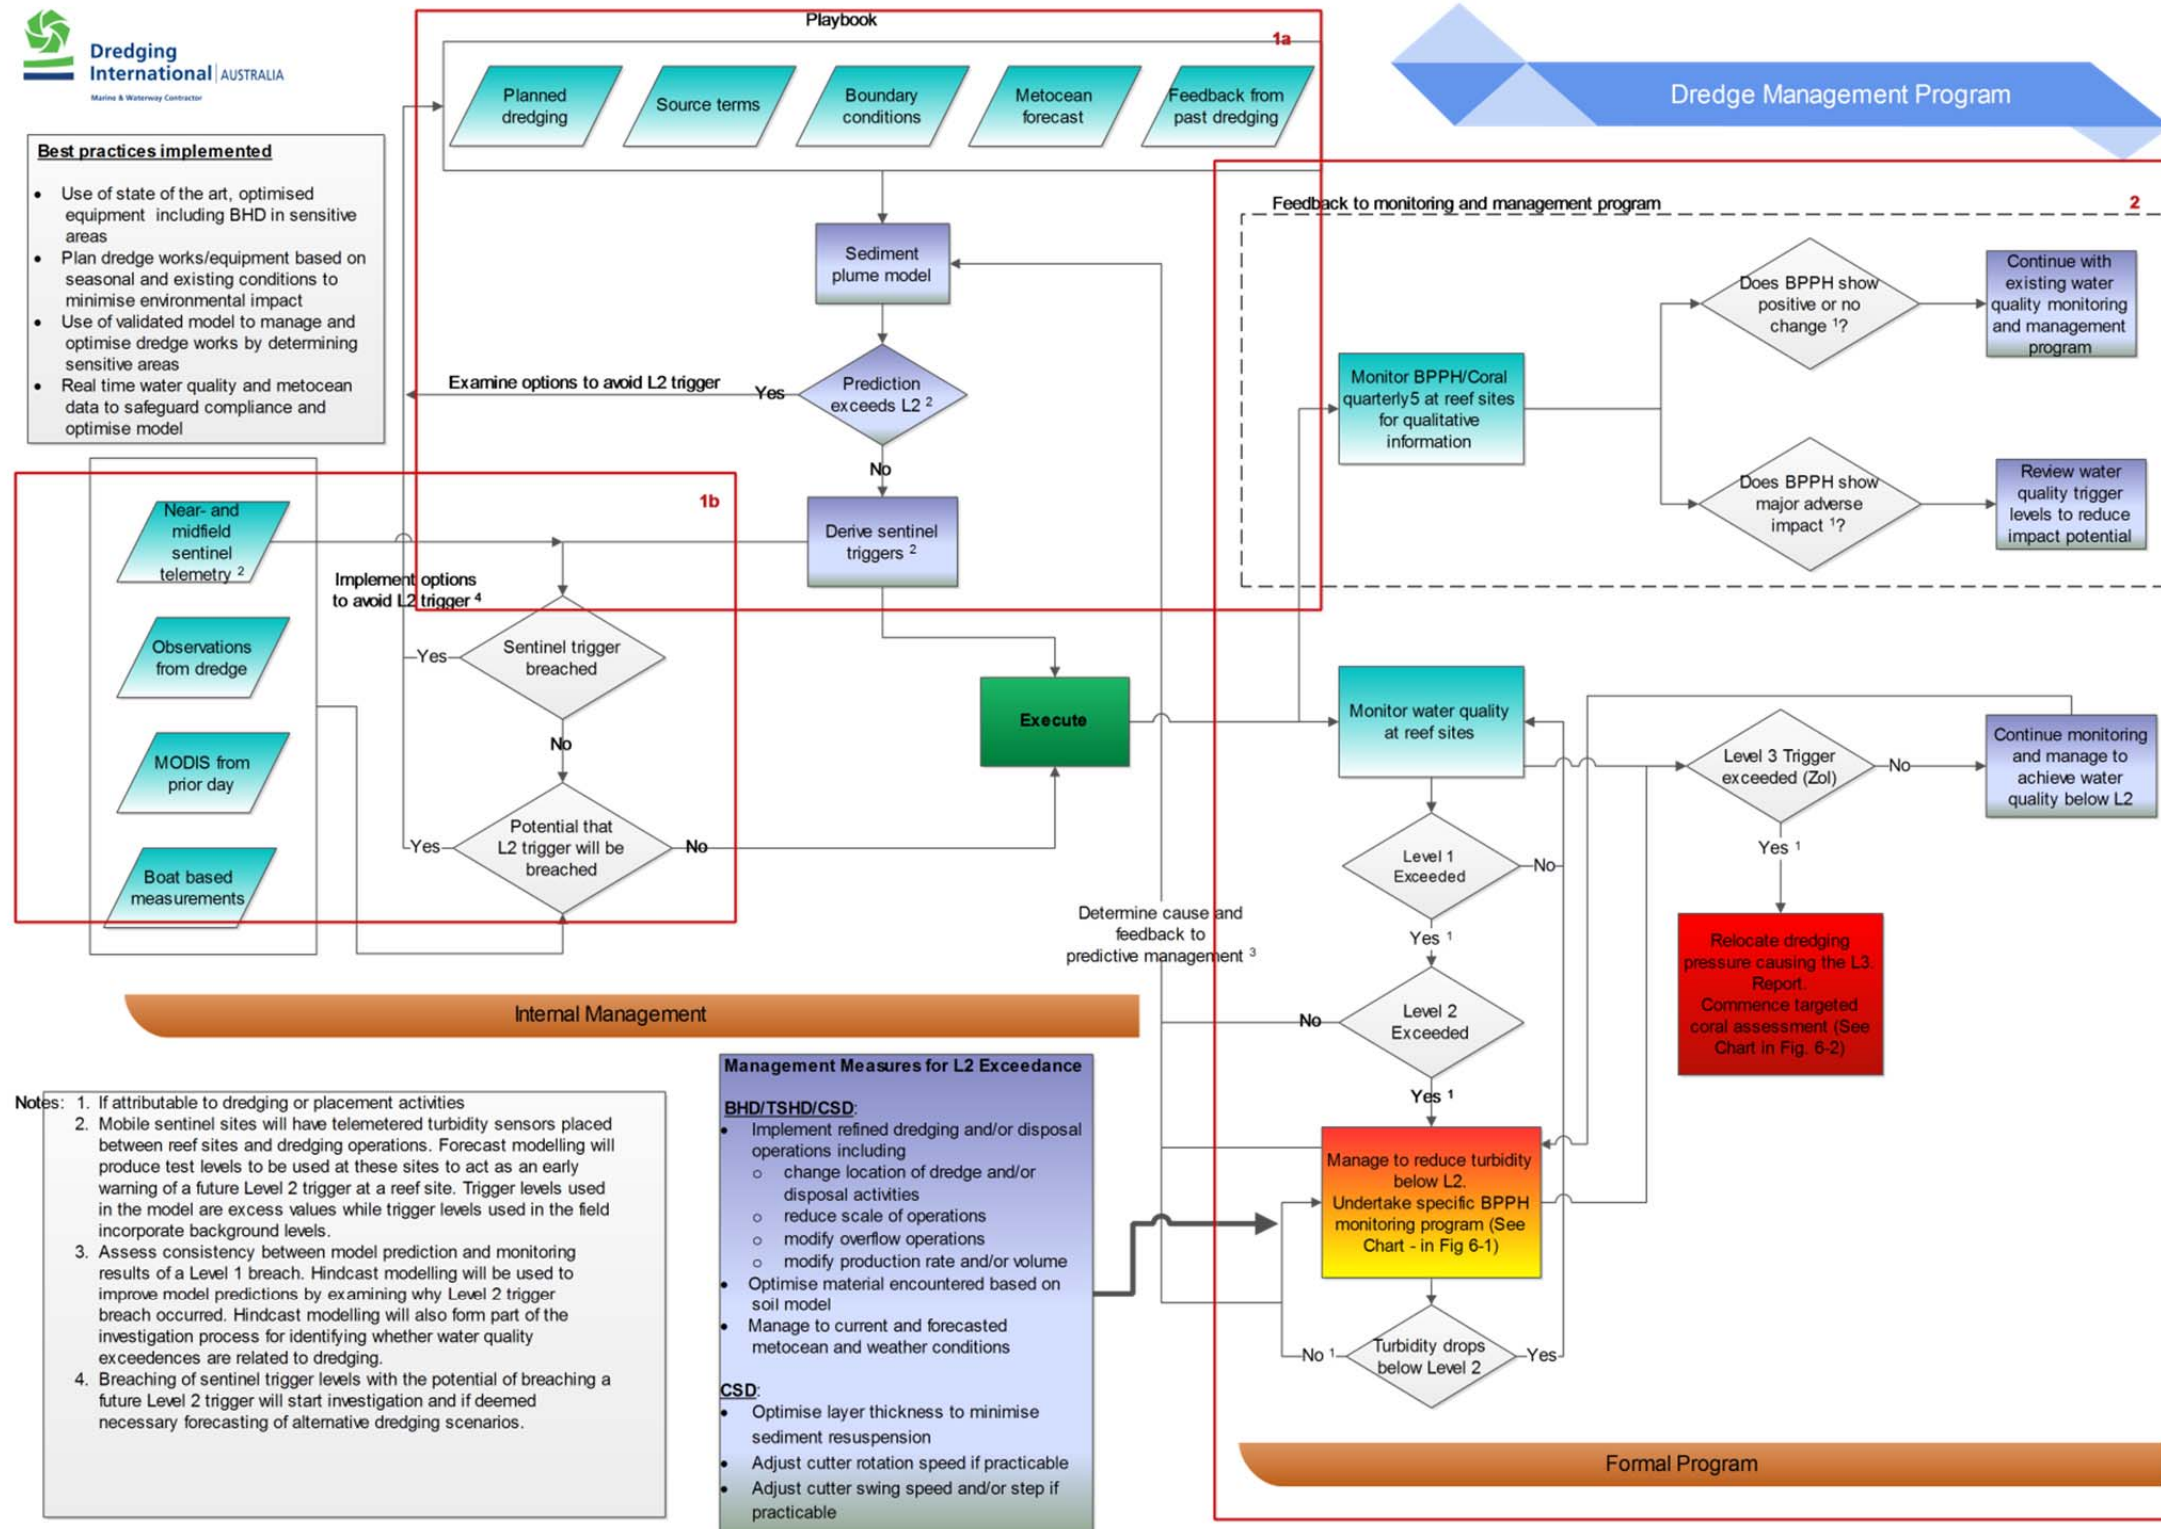 Dredging
International | AUSTRALIA
Marine & Waterway Contractor
Playbook
1a
Planned
dredging
Source terms
Boundary
conditions
Metocean
forecast
Feedback from
past dredging
Dredge Management Program
Best practices implemented
• Use of state of the art, optimised
equipment including BHD in sensitive
areas
• Plan dredge works/equipment based on
seasonal and existing conditions to
minimise environmental impact
• Use of validated model to manage and
optimise dredge works by determining
sensitive areas
• Real time water quality and metocean
data to safeguard compliance and
optimise model
Sediment
plume model
Examine options to avoid L2 trigger
Yes
Prediction
exceeds L2 ²
No
Derive sentinel
triggers ²
1b
Near- and
midfield
sentinel
telemetry ²
Implement options
to avoid L2 trigger ⁴
Observations
from dredge
Yes
Sentinel trigger
breached
No
MODIS from
prior day
Yes
Potential that
L2 trigger will be
breached
No
Boat based
measurements
Execute
Internal Management
Feedback to monitoring and management program
2
Monitor BPPH/Coral
quarterly5 at reef sites
for qualitative
information
Does BPPH show
positive or no
change ¹?
Continue with
existing water
quality monitoring
and management
program
Does BPPH show
major adverse
impact ¹?
Review water
quality trigger
levels to reduce
impact potential
Monitor water quality
at reef sites
Level 3 Trigger
exceeded (ZoI)
No
Continue monitoring
and manage to
achieve water
quality below L2
Yes ¹
Relocate dredging
pressure causing the L3.
Report.
Commence targeted
coral assessment (See
Chart in Fig. 6-2)
Level 1
Exceeded
No
Yes ¹
Determine cause and
feedback to
predictive management ³
Level 2
Exceeded
No
Yes ¹
Manage to reduce turbidity
below L2.
Undertake specific BPPH
monitoring program (See
Chart - in Fig 6-1)
No ¹
Turbidity drops
below Level 2
Yes
Formal Program
Management Measures for L2 Exceedance
BHD/TSHD/CSD:
• Implement refined dredging and/or disposal
operations including
o change location of dredge and/or
disposal activities
o reduce scale of operations
o modify overflow operations
o modify production rate and/or volume
• Optimise material encountered based on
soil model
• Manage to current and forecasted
metocean and weather conditions
CSD:
• Optimise layer thickness to minimise
sediment resuspension
• Adjust cutter rotation speed if practicable
• Adjust cutter swing speed and/or step if
practicable
Notes: 1. If attributable to dredging or placement activities
2. Mobile sentinel sites will have telemetered turbidity sensors placed
between reef sites and dredging operations. Forecast modelling will
produce test levels to be used at these sites to act as an early
warning of a future Level 2 trigger at a reef site. Trigger levels used
in the model are excess values while trigger levels used in the field
incorporate background levels.
3. Assess consistency between model prediction and monitoring
results of a Level 1 breach. Hindcast modelling will be used to
improve model predictions by examining why Level 2 trigger
breach occurred. Hindcast modelling will also form part of the
investigation process for identifying whether water quality
exceedences are related to dredging.
4. Breaching of sentinel trigger levels with the potential of breaching a
future Level 2 trigger will start investigation and if deemed
necessary forecasting of alternative dredging scenarios.